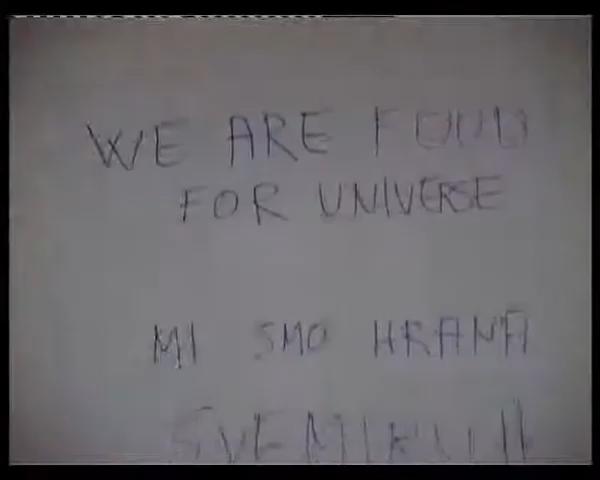 WE ARE FOOD
FOR UNIVERSE
MI SMO HRANA
SVEMIRU!!